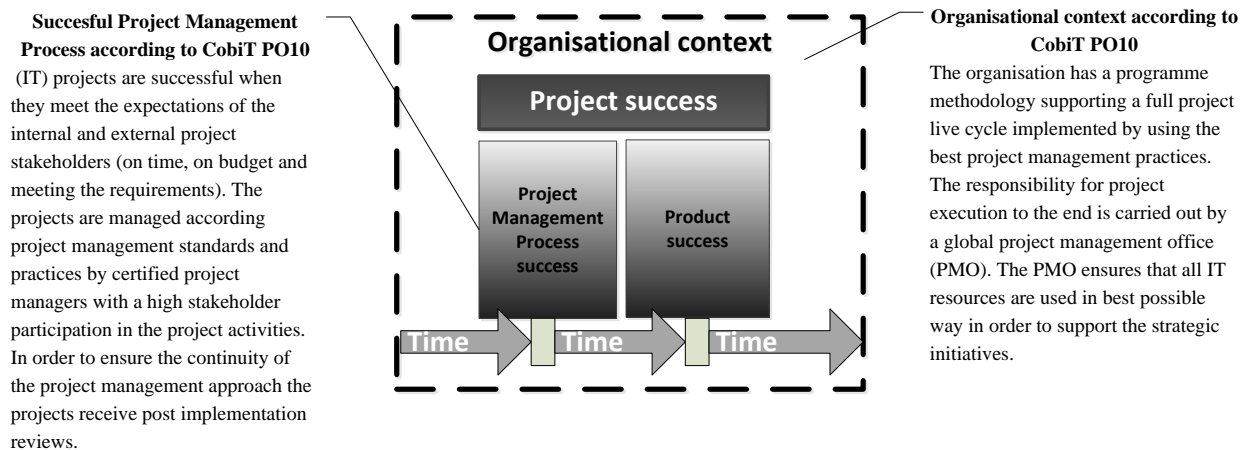 Succesful Project Management
Process according to CobiT PO10
(IT) projects are successful when
they meet the expectations of the
internal and external project
stakeholders (on time, on budget and
meeting the requirements). The
projects are managed according
project management standards and
practices by certified project
managers with a high stakeholder
participation in the project activities.
In order to ensure the continuity of
the project management approach the
projects receive post implementation
reviews.
Organisational context
Project success
Project
Management
Process
success
Product
success
Time
Time
Time
Organisational context according to
CobiT PO10
The organisation has a programme
methodology supporting a full project
live cycle implemented by using the
best project management practices.
The responsibility for project
execution to the end is carried out by
a global project management office
(PMO). The PMO ensures that all IT
resources are used in best possible
way in order to support the strategic
initiatives.